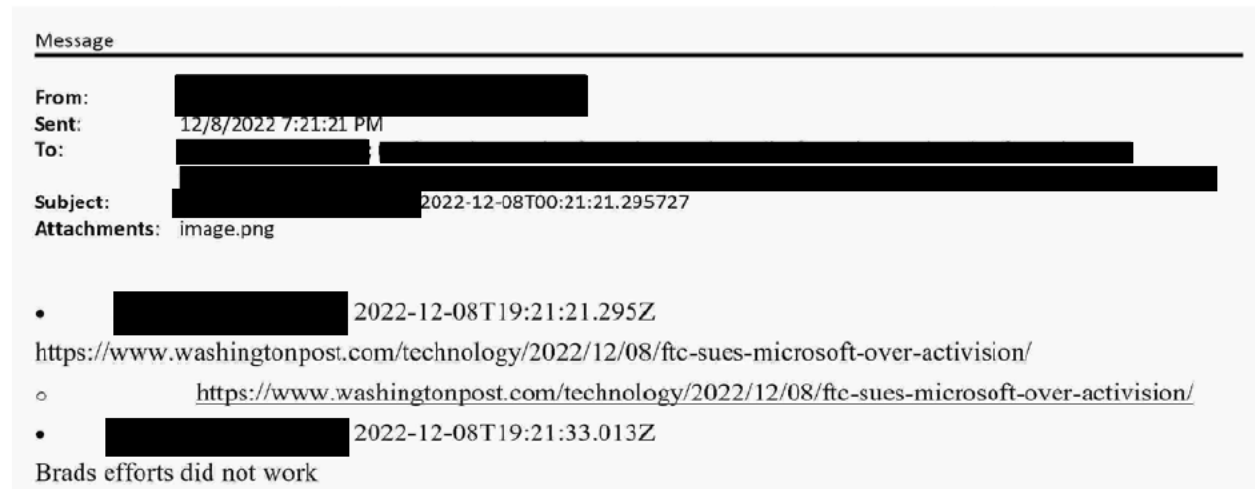 Message
From:
Sent: 12/8/2022 7:21:21 PM
To:
Subject: 2022-12-08T00:21:21.295727
Attachments: image.png
• 2022-12-08T19:21:21.295Z
https://www.washingtonpost.com/technology/2022/12/08/ftc-sues-microsoft-over-activision/
○ https://www.washingtonpost.com/technology/2022/12/08/ftc-sues-microsoft-over-activision/
• 2022-12-08T19:21:33.013Z
Brads efforts did not work